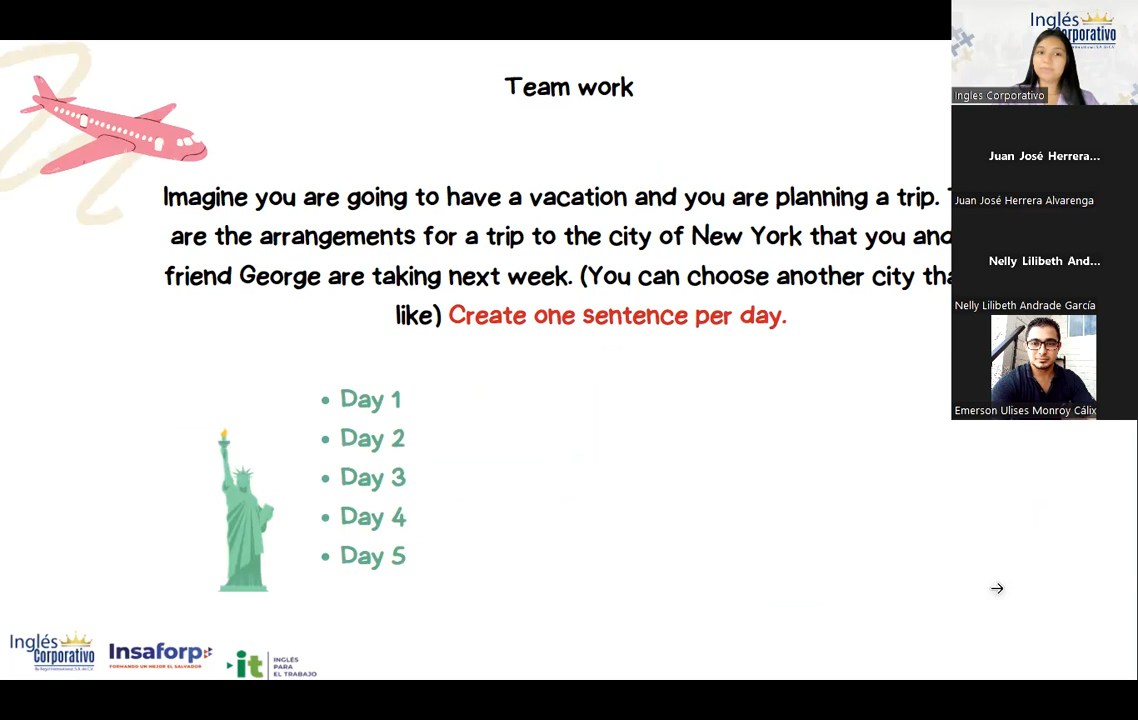 Team work
Imagine you are going to have a vacation and you are planning a trip.
are the arrangements for a trip to the city of New York that you and
friend George are taking next week. (You can choose another city
like) Create one sentence per day.
• Day 1
• Day 2
• Day 3
• Day 4
• Day 5
Inglés
Corporativo
Insaforp
FORMANDO UN MEJOR EL SALVADOR
it
INGLÉS
PARA
EL TRABAJO
Inglés
Corporativo
Ingles Corporativo
Juan José Herrera...
Juan José Herrera Alvarenga
Nelly Lilibeth And...
Nelly Lilibeth Andrade García
Emerson Ulises Monroy Cálix